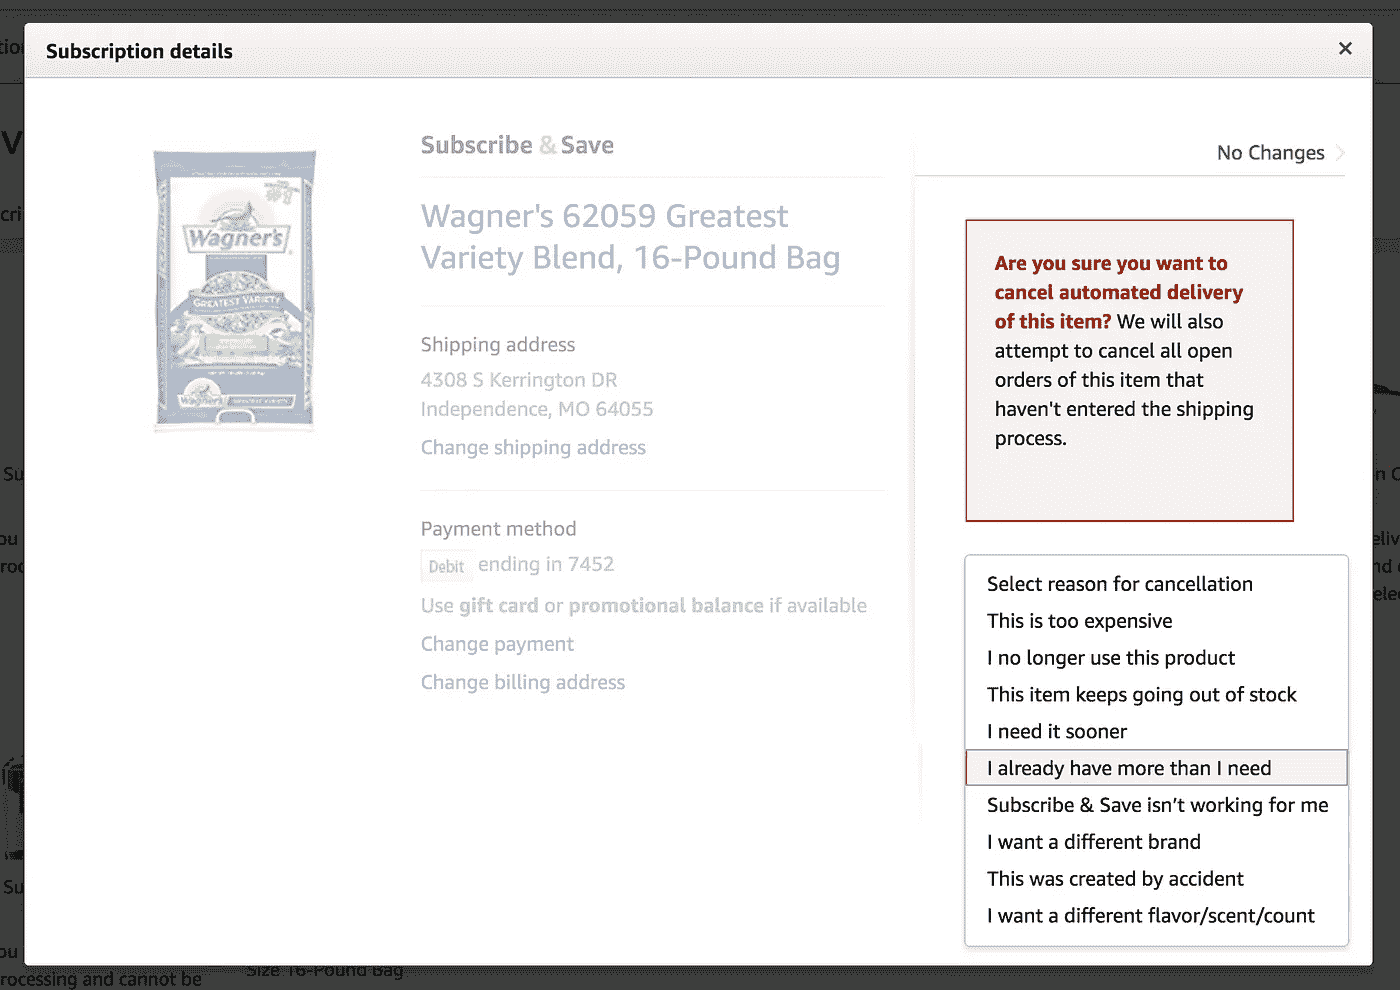 Subscription details
×
Subscribe & Save
No Changes
Wagner's 62059 Greatest
Variety Blend, 16-Pound Bag
Wagner's
GREATEST VARIETY
Wagner's
Shipping address
4308 S Kerrington DR
Independence, MO 64055
Change shipping address
Payment method
Debit ending in 7452
Use gift card or promotional balance if available
Change payment
Change billing address
Are you sure you want to
cancel automated delivery
of this item? We will also
attempt to cancel all open
orders of this item that
haven't entered the shipping
process.
Select reason for cancellation
This is too expensive
I no longer use this product
This item keeps going out of stock
I need it sooner
I already have more than I need
Subscribe & Save isn’t working for me
I want a different brand
This was created by accident
I want a different flavor/scent/count
Size 16-Pound Bag
rocessing and cannot be